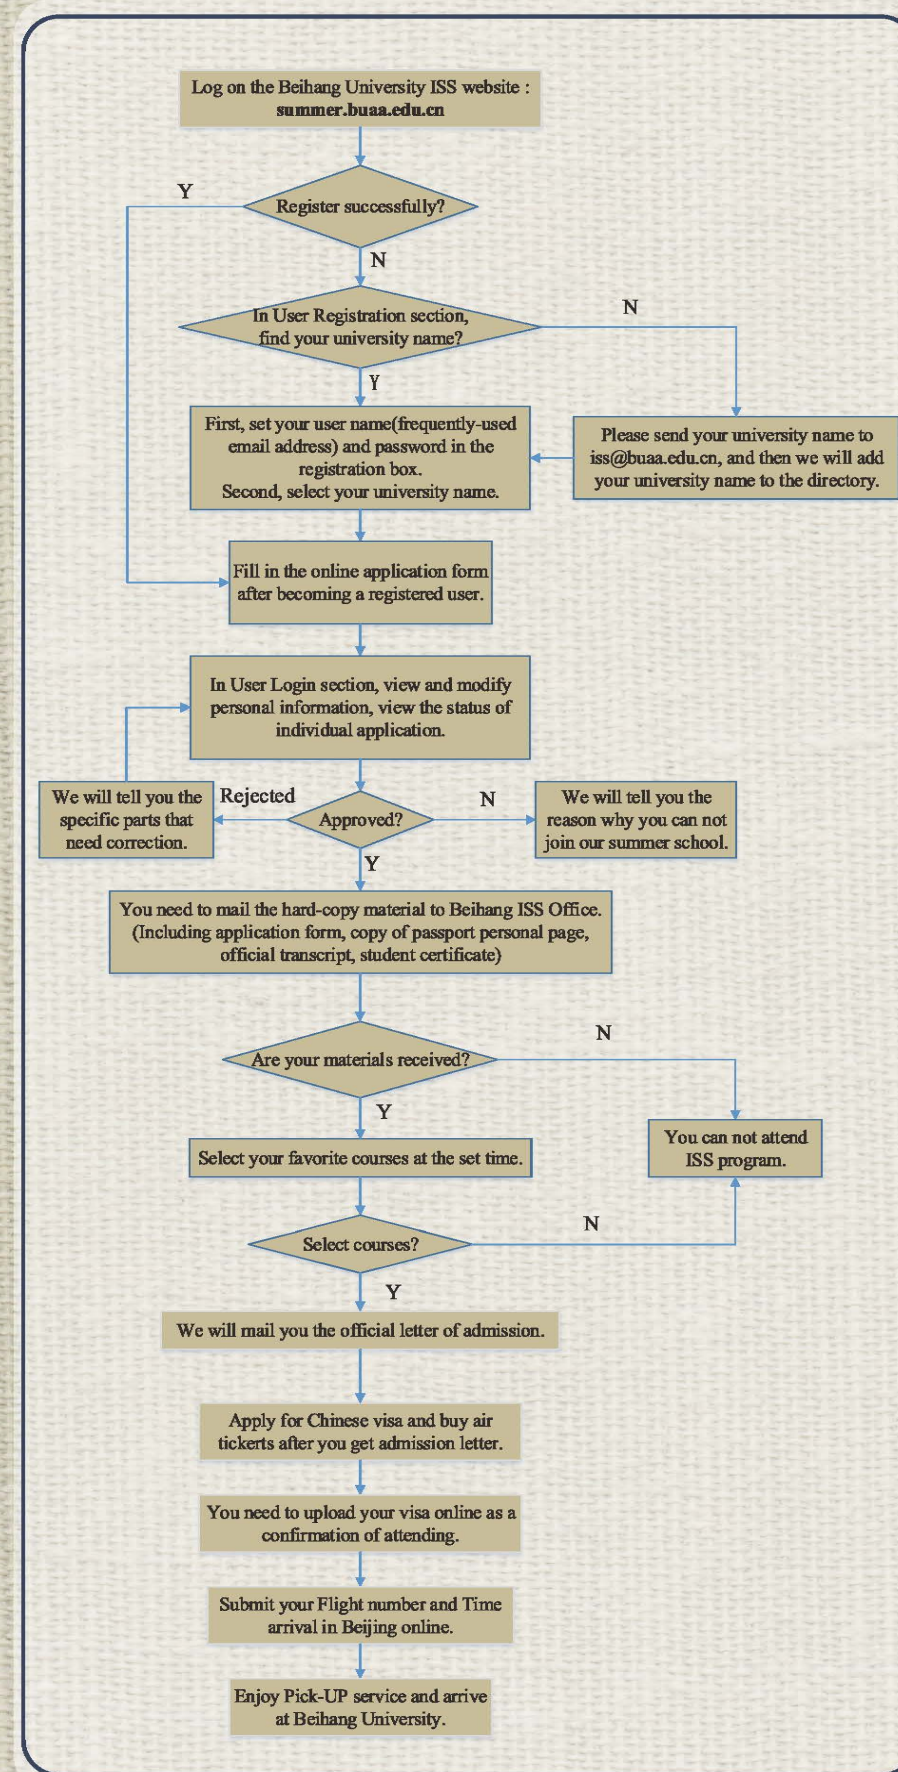 Log on the Beihang University ISS website :
summer.buaa.edu.cn
Y
Register successfully?
N
In User Registration section,
find your university name?
N
Y
First, set your user name(frequently-used
email address) and password in the
registration box.
Second, select your university name.
Please send your university name to
iss@buaa.edu.cn, and then we will add
your university name to the directory.
Fill in the online application form
after becoming a registered user.
In User Login section, view and modify
personal information, view the status of
individual application.
We will tell you the
specific parts that
need correction.
Rejected
Approved?
N
We will tell you the
reason why you can not
join our summer school.
Y
You need to mail the hard-copy material to Beihang ISS Office.
(Including application form, copy of passport personal page,
official transcript, student certificate)
Are your materials received?
N
Y
Select your favorite courses at the set time.
You can not attend
ISS program.
Select courses?
N
Y
We will mail you the official letter of admission.
Apply for Chinese visa and buy air
tickerts after you get admission letter.
You need to upload your visa online as a
confirmation of attending.
Submit your Flight number and Time
arrival in Beijing online.
Enjoy Pick-UP service and arrive
at Beihang University.